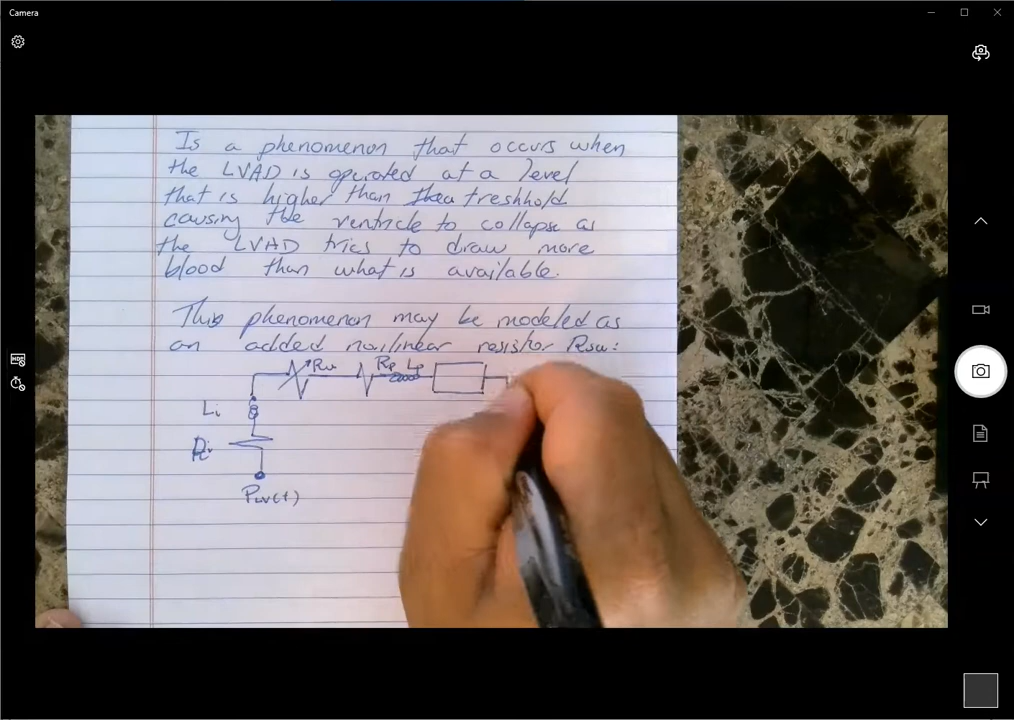 Camera
Is a phenomenon that occurs when
the LVAD is operated at a level
that is higher than treshhold
causing the ventricle to collapse as
the LVAD tries to draw more
blood than what is available.
This phenomenon may be modeled as
an added nonlinear resistor Rsu:
Rsu Rp Lp
Li
Ri
PLV(t)